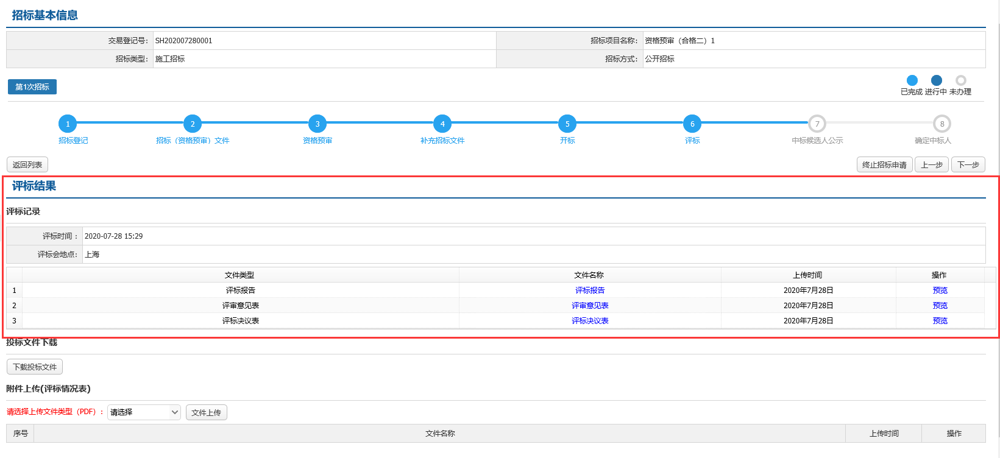 招标基本信息
交易登记号: SH202007280001 招标项目名称: 资格预审（合格二）1
招标类型: 施工招标 招标方式: 公开招标
第1次招标
已完成 进行中 未办理
1 2 3 4 5 6 7 8
招标登记 招标（资格预审）文件 资格预审 补充招标文件 开标 评标 中标候选人公示 确定中标人
返回列表 终止招标申请 上一步 下一步
评标结果
评标记录
评标时间： 2020-07-28 15:29
评标会地点: 上海
文件类型 文件名称 上传时间 操作
1 评标报告 评标报告 2020年7月28日 预览
2 评审意见表 评审意见表 2020年7月28日 预览
3 评标决议表 评标决议表 2020年7月28日 预览
投标文件下载
下载投标文件
附件上传(评标情况表)
请选择上传文件类型（PDF）： 请选择 文件上传
序号 文件名称 上传时间 操作